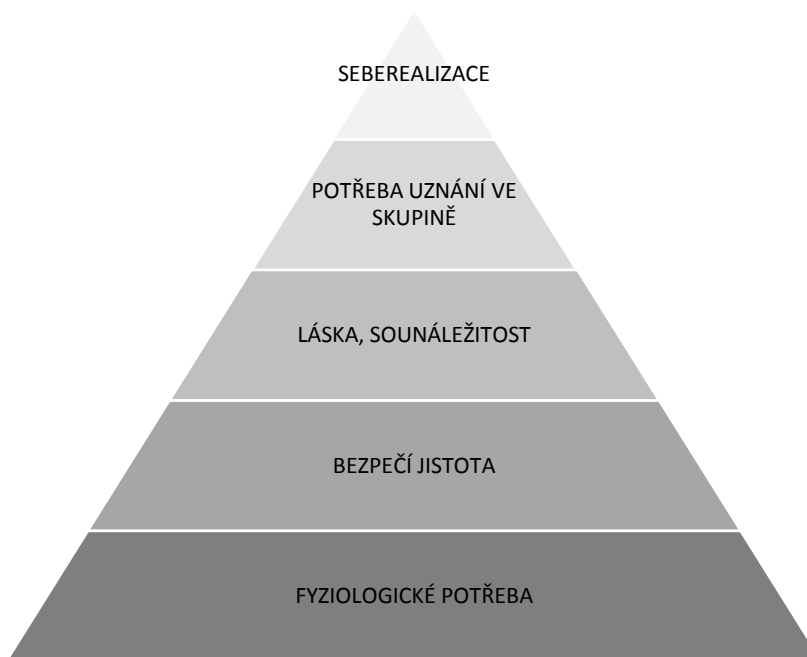 SEBEREALIZACE
POTŘEBA UZNÁNÍ VE
SKUPINĚ
LÁSKA, SOUNÁLEŽITOST
BEZPEČÍ JISTOTA
FYZIOLOGICKÉ POTŘEBA